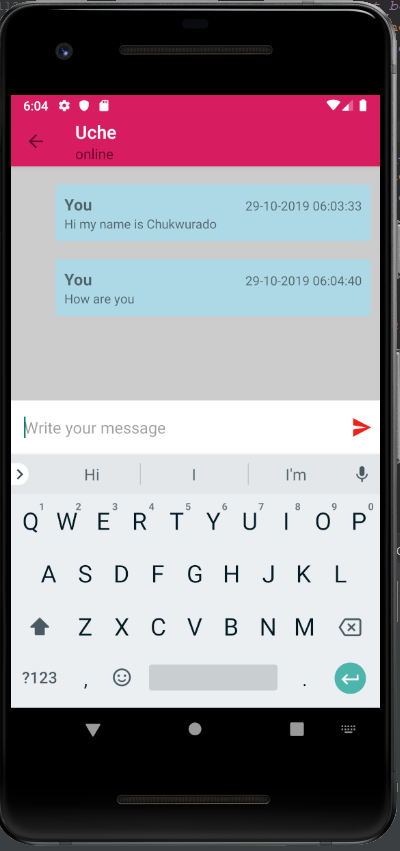 6:04
Uche
online
You 29-10-2019 06:03:33
Hi my name is Chukwurado
You 29-10-2019 06:04:40
How are you
Write your message
Hi I I'm
1 2 3 4 5 6 7 8 9 0
Q W E R T Y U I O P
A S D F G H J K L
Z X C V B N M
?123 , .